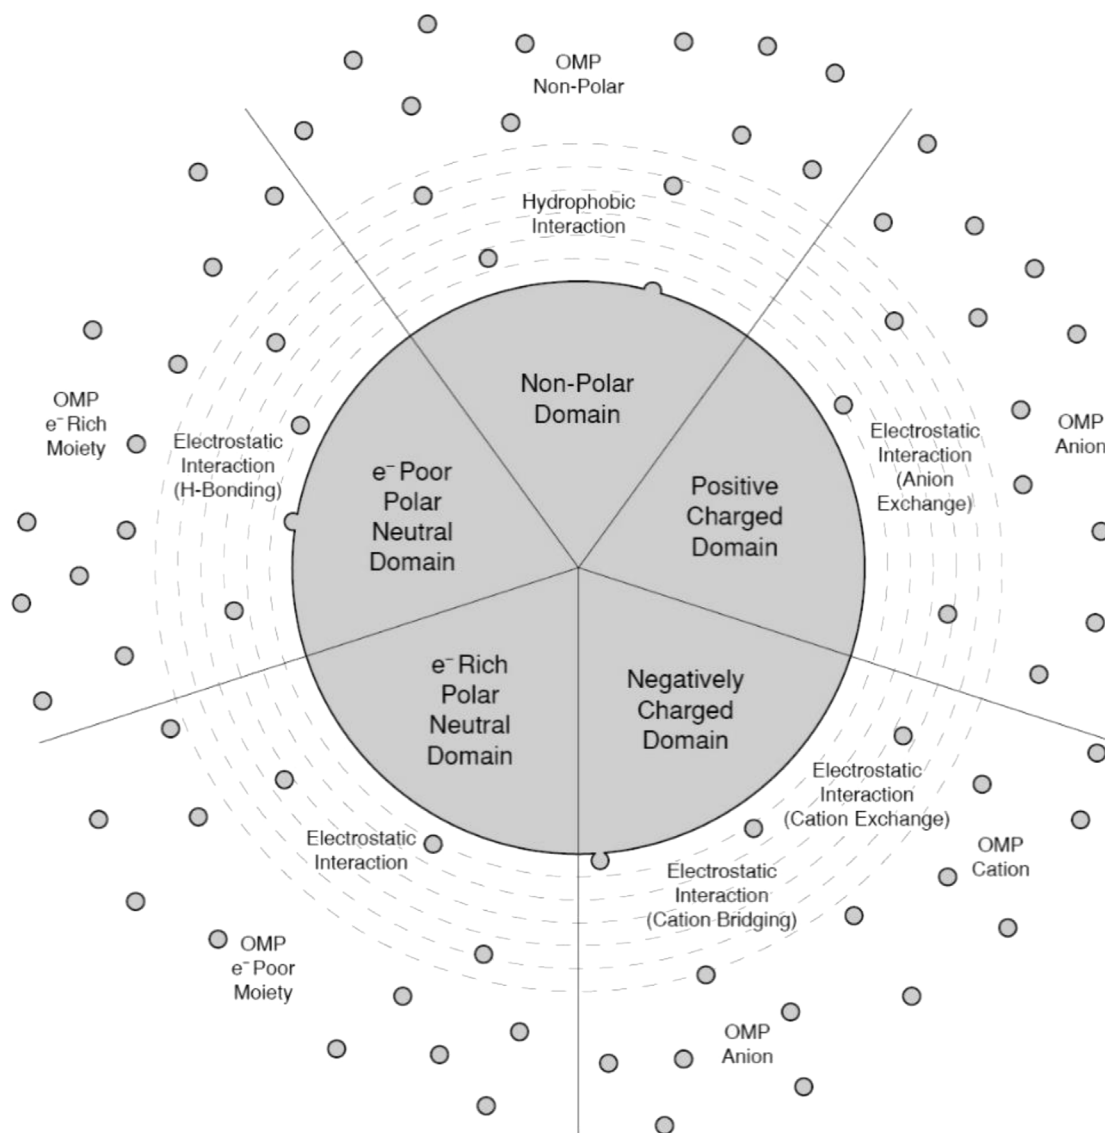 OMP
Non-Polar
Hydrophobic
Interaction
Non-Polar
Domain
OMP
e⁻ Rich
Moiety
Electrostatic
Interaction
(H-Bonding)
e⁻ Poor
Polar
Neutral
Domain
Positive
Charged
Domain
Electrostatic
Interaction
(Anion
Exchange)
OMP
Anion
e⁻ Rich
Polar
Neutral
Domain
Negatively
Charged
Domain
Electrostatic
Interaction
(Cation Exchange)
OMP
Cation
Electrostatic
Interaction
Electrostatic
Interaction
(Cation Bridging)
OMP
e⁻ Poor
Moiety
OMP
Anion